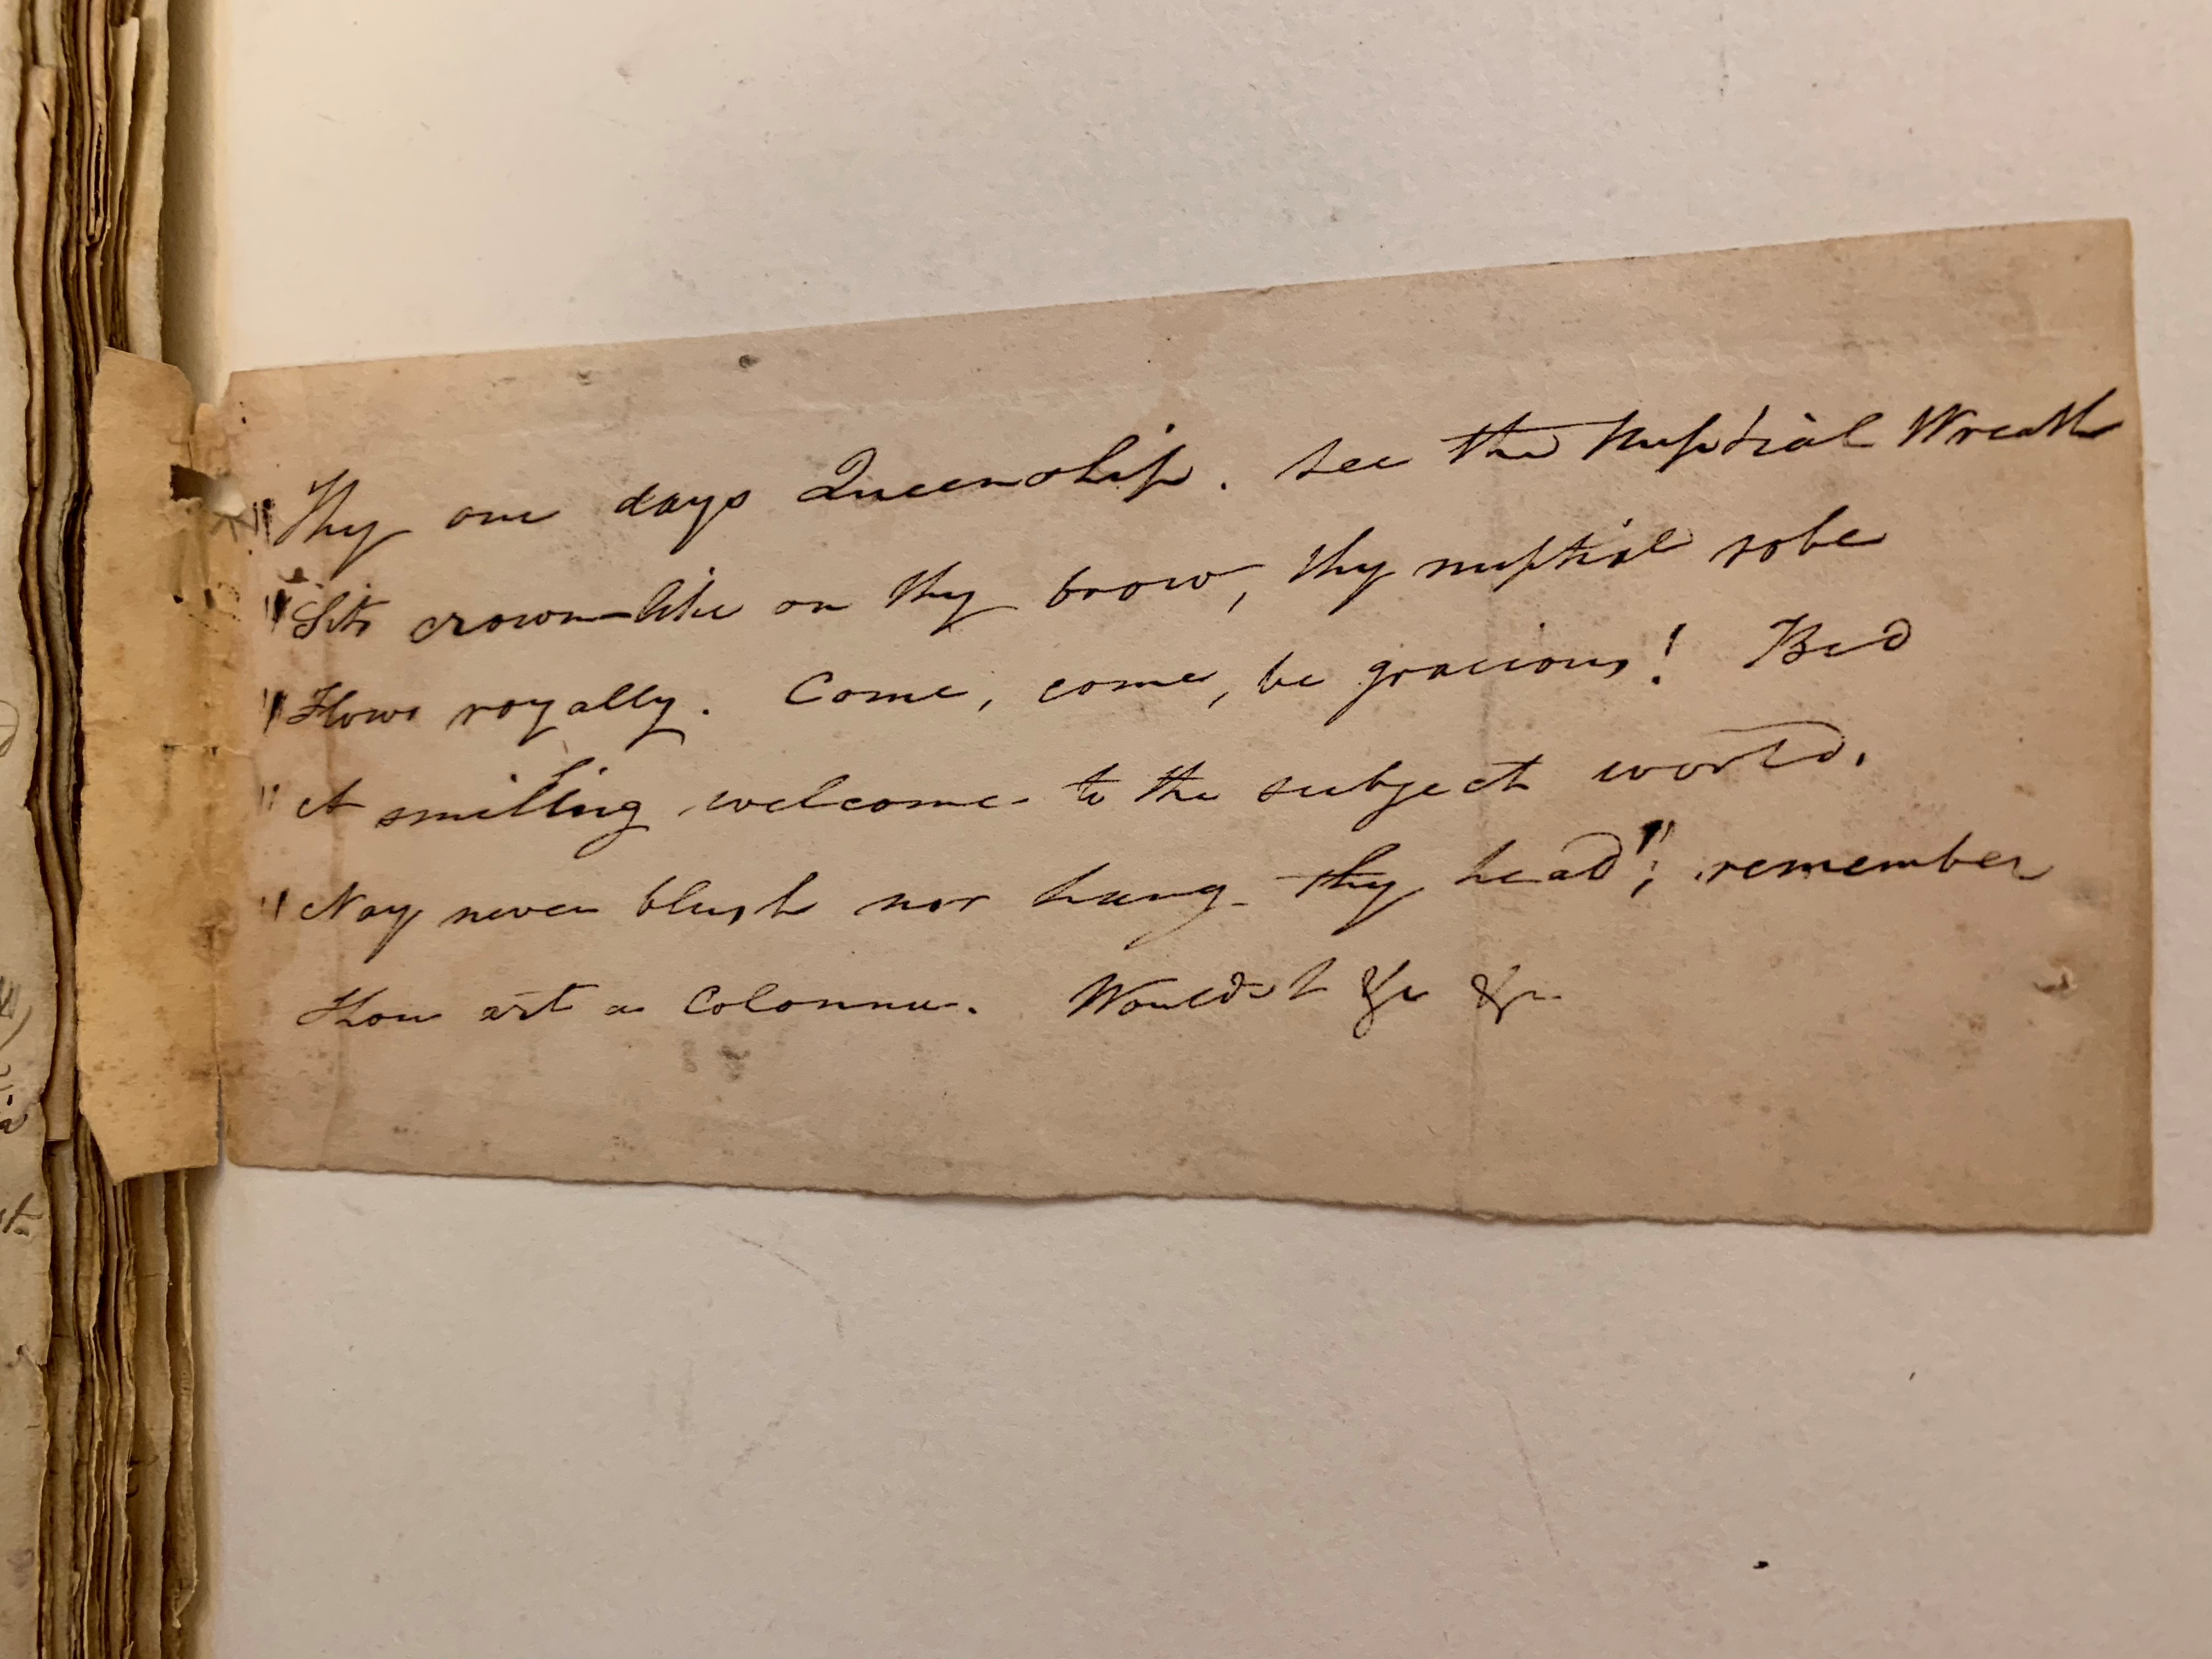 "Thy one days Queenship. See the Nuptial Wreath
"Sits crown-like on thy brow, thy nuptial robe
"Flows royally. Come, come, be gracious! Bid
"A smiling welcome to the subject world.
"Nay never blush nor hang thy head"; remember
Thou art a Colonna. Wouldst &c &c.